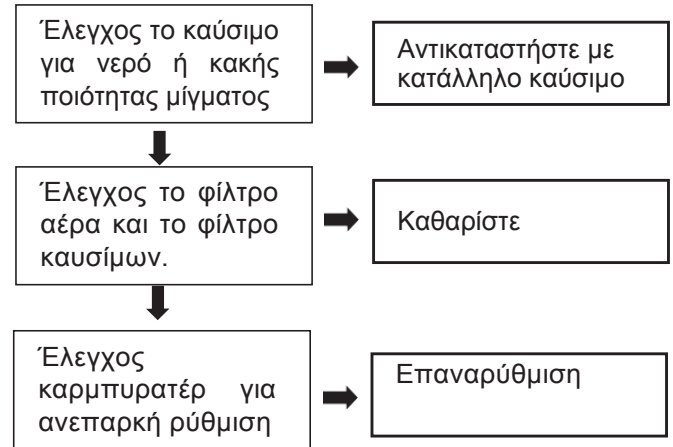 Έλεγχος το καύσιμο
για νερό ή κακής
ποιότητας μίγματος
Αντικαταστήστε με
κατάλληλο καύσιμο
Έλεγχος το φίλτρο
αέρα και το φίλτρο
καυσίμων.
Καθαρίστε
Έλεγχος
καρμπυρατέρ για
ανεπαρκή ρύθμιση
Επαναρύθμιση